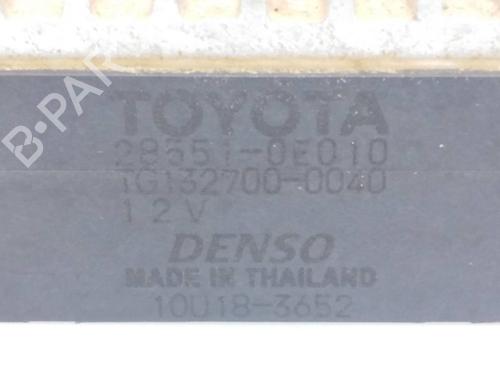 B-PAR
TOYOTA
28551-0E010
TG132700-0040
12V
DENSO
MADE IN THAILAND
10U18-3652